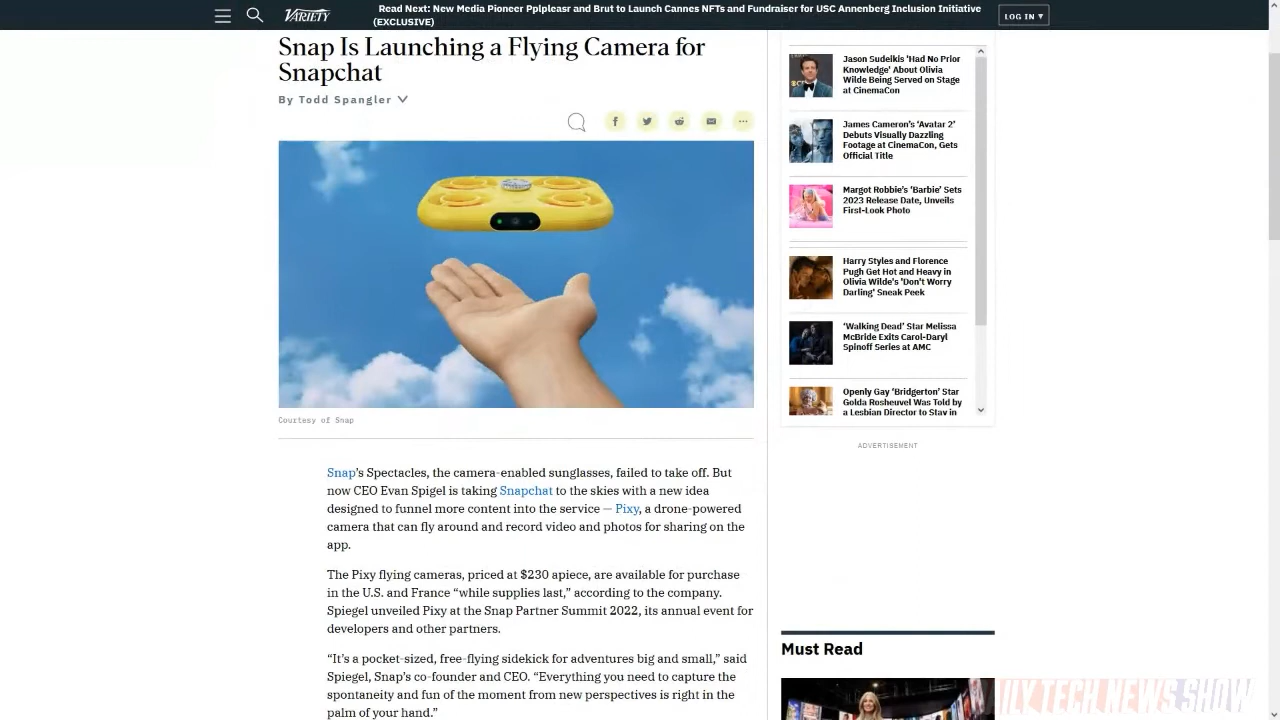 Read Next: New Media Pioneer Pplpleasr and Brut to Launch Cannes NFTs and Fundraiser for USC Annenberg Inclusion Initiative
(EXCLUSIVE)
VARIETY
LOG IN ▾
Snap Is Launching a Flying Camera for
Snapchat
By Todd Spangler
Courtesy of Snap
Snap's Spectacles, the camera-enabled sunglasses, failed to take off. But
now CEO Evan Spigel is taking Snapchat to the skies with a new idea
designed to funnel more content into the service — Pixy, a drone-powered
camera that can fly around and record video and photos for sharing on the
app.
The Pixy flying cameras, priced at $230 apiece, are available for purchase
in the U.S. and France “while supplies last,” according to the company.
Spiegel unveiled Pixy at the Snap Partner Summit 2022, its annual event for
developers and other partners.
“It's a pocket-sized, free-flying sidekick for adventures big and small,” said
Spiegel, Snap's co-founder and CEO. “Everything you need to capture the
spontaneity and fun of the moment from new perspectives is right in the
palm of your hand.”
Jason Sudeikis ‘Had No Prior
Knowledge’ About Olivia
Wilde Being Served on Stage
at CinemaCon
James Cameron's ‘Avatar 2’
Debuts Visually Dazzling
Footage at CinemaCon, Gets
Official Title
Margot Robbie's ‘Barbie’ Sets
2023 Release Date, Unveils
First-Look Photo
Harry Styles and Florence
Pugh Get Hot and Heavy in
Olivia Wilde's ‘Don't Worry
Darling’ Sneak Peek
‘Walking Dead’ Star Melissa
McBride Exits Carol-Daryl
Spinoff Series at AMC
Openly Gay ‘Bridgerton’ Star
Golda Rosheuvel Was Told by
a Lesbian Director to Stay in
ADVERTISEMENT
Must Read
ILY TECH NEWS SHOW